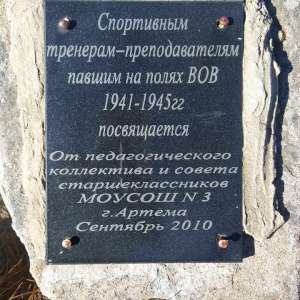 Спортивным
тренерам-преподавателям
павшим на полях ВОВ
1941-1945гг
посвящается
От педагогического
коллектива и совета
старшеклассников
МОУСОШ N 3
г.Артема
Сентябрь 2010